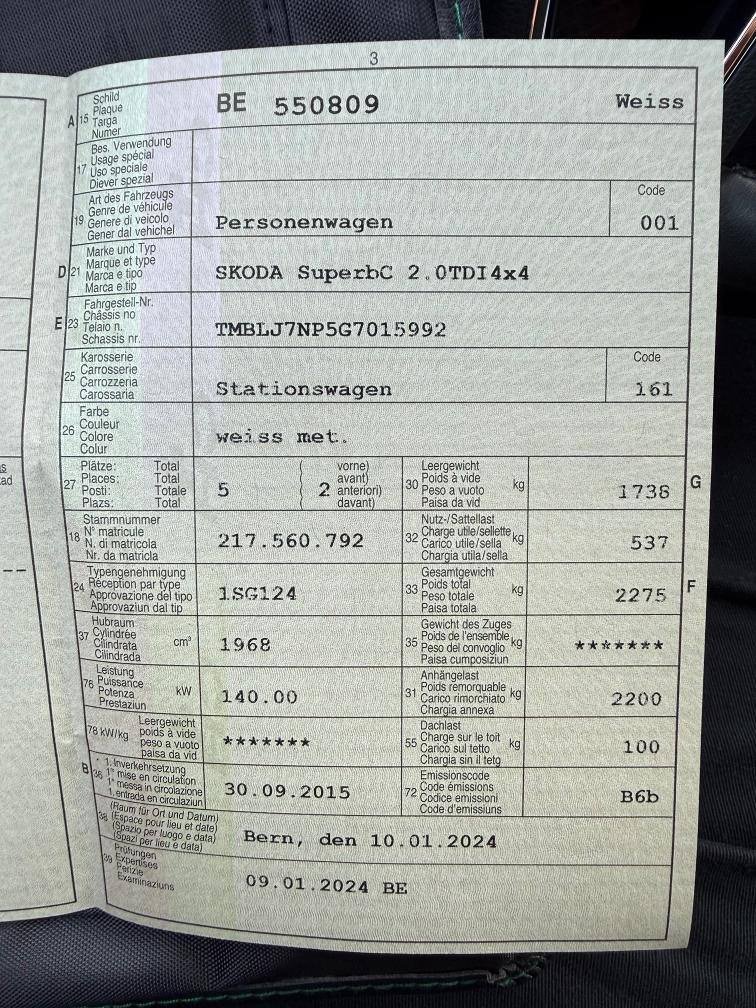 3
A 15 Schild
Plaque
Targa
Numer
BE 550809 Weiss
17 Bes. Verwendung
Usage spécial
Uso speciale
Diever spezial
19 Art des Fahrzeugs
Genre de véhicule
Genere di veicolo
Gener dal vehichel
Personenwagen
Code
001
D 21 Marke und Typ
Marque et type
Marca e tipo
Marca e tip
SKODA SuperbC 2.0TDI4x4
E 23 Fahrgestell-Nr.
Châssis no
Telaio n.
Schassis nr.
TMBLJ7NP5G7015992
25 Karosserie
Carrosserie
Carrozzeria
Carossaria
Stationswagen
Code
161
26 Farbe
Couleur
Colore
Colur
weiss met.
27 Plätze: Total
Places: Total
Posti: Totale
Plazs: Total
5
( vorne)
avant)
2 anteriori)
( davant)
30 Leergewicht
Poids à vide
Peso a vuoto
Paisa da vid
kg
1738
G
18 Stammnummer
N° matricule
N. di matricola
Nr. da matricla
217.560.792
32 Nutz-/Sattellast
Charge utile/sellette
Carico utile/sella
Chargia utila/sella
kg
537
24 Typengenehmigung
Réception par type
Approvazione del tipo
Approvaziun dal tip
1SG124
33 Gesamtgewicht
Poids total
Peso totale
Paisa totala
kg
2275
F
37 Hubraum
Cylindrée
Cilindrata
Cilindrada
cm³
1968
35 Gewicht des Zuges
Poids de l'ensemble
Peso del convoglio
Paisa cumposiziun
kg
*******
76 Leistung
Puissance
Potenza
Prestaziun
kW
140.00
31 Anhängelast
Poids remorquable
Carico rimorchiato
Chargia annexa
kg
2200
78 kW/kg Leergewicht
poids à vide
peso a vuoto
paisa da vid
*******
55 Dachlast
Charge sur le toit
Carico sul tetto
Chargia sin il tetg
kg
100
B 36 1. Inverkehrsetzung
1re mise en circulation
1a messa in circolazione
1. entrada en circulaziun
30.09.2015
72 Emissionscode
Code émissions
Codice emissioni
Code d'emissiuns
B6b
38 (Raum für Ort und Datum)
(Espace pour lieu et date)
(Spazio per luogo e data)
(Spazi per lieu e data)
Bern, den 10.01.2024
39 Prüfungen
Expertises
Perizie
Examinaziuns
09.01.2024 BE